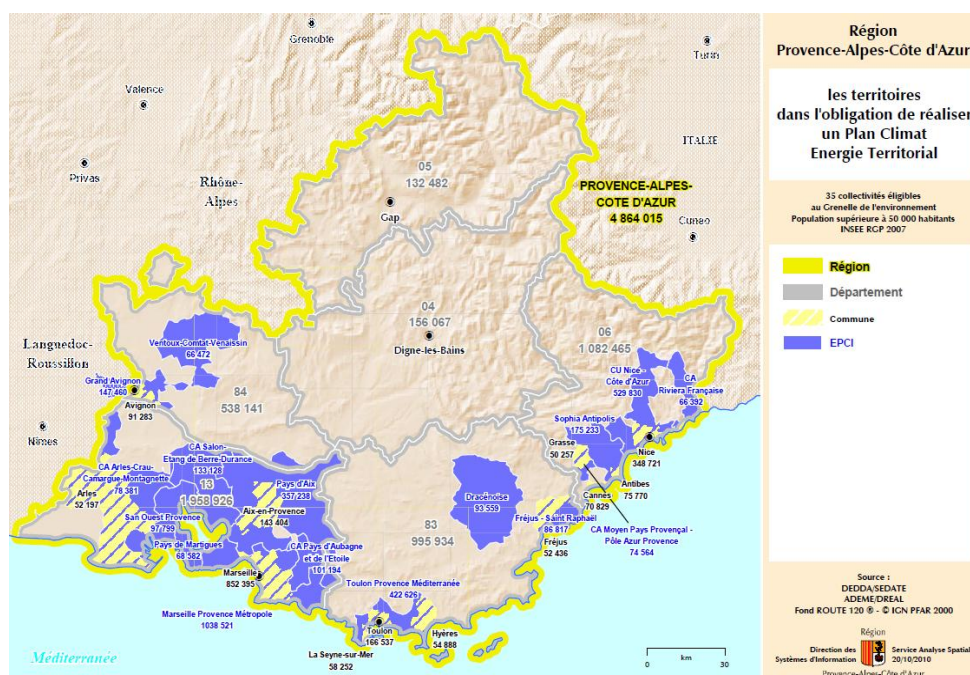 Grenoble
Turin
Valence
ITALIE
Privas
Rhône-
Alpes
05
132 482
Gap
PROVENCE-ALPES-
COTE D'AZUR
4 864 015
Cuneo
04
156 067
Digne-les-Bains
06
1 082 465
Languedoc-
Roussillon
Ventoux-Comtat-Venaissin
66 472
Grand Avignon
147 460
Avignon
91 283
84
538 141
Nîmes
CU Nice
Côte d'Azur
529 830
CA
Riviera Française
66 392
Sophia Antipolis
175 233
Grasse
50 257
Nice
348 721
Antibes
75 770
Cannes
70 829
CA Moyen Pays Provençal -
Pôle Azur Provence
74 564
CA Salon-
Etang de Berre-Durance
133 128
CA Arles-Crau-
Camargue-Montagnette
78 381
Arles
52 197
13
1 958 926
Pays d'Aix
357 238
Aix-en-Provence
143 404
San Ouest Provence
97 799
Pays de Martigues
68 582
CA Pays d'Aubagne
et de l'Etoile
101 194
Marseille
852 395
Marseille Provence Métropole
1038 521
Dracénoise
93 559
83
995 934
Fréjus - Saint Raphaël
86 817
Fréjus
52 436
Toulon Provence Méditerranée
422 626
Toulon
166 537
Hyères
54 888
La Seyne-sur-Mer
58 252
Méditerranée
0 km 30
Région
Provence-Alpes-Côte d'Azur
les territoires
dans l'obligation de réaliser
un Plan Climat
Energie Territorial
35 collectivités éligibles
au Grenelle de l'environnement
Population supérieure à 50 000 habitants
INSEE RGP 2007
Région
Département
Commune
EPCI
Source :
DEDDA/SEDATE
ADEME/DREAL
Fond ROUTE 120 ® - © IGN PFAR 2000
Région
Direction des
Systèmes d'Information
Service Analyse Spatiale
20/10/2010
Provence-Alpes-Côte d'Azur